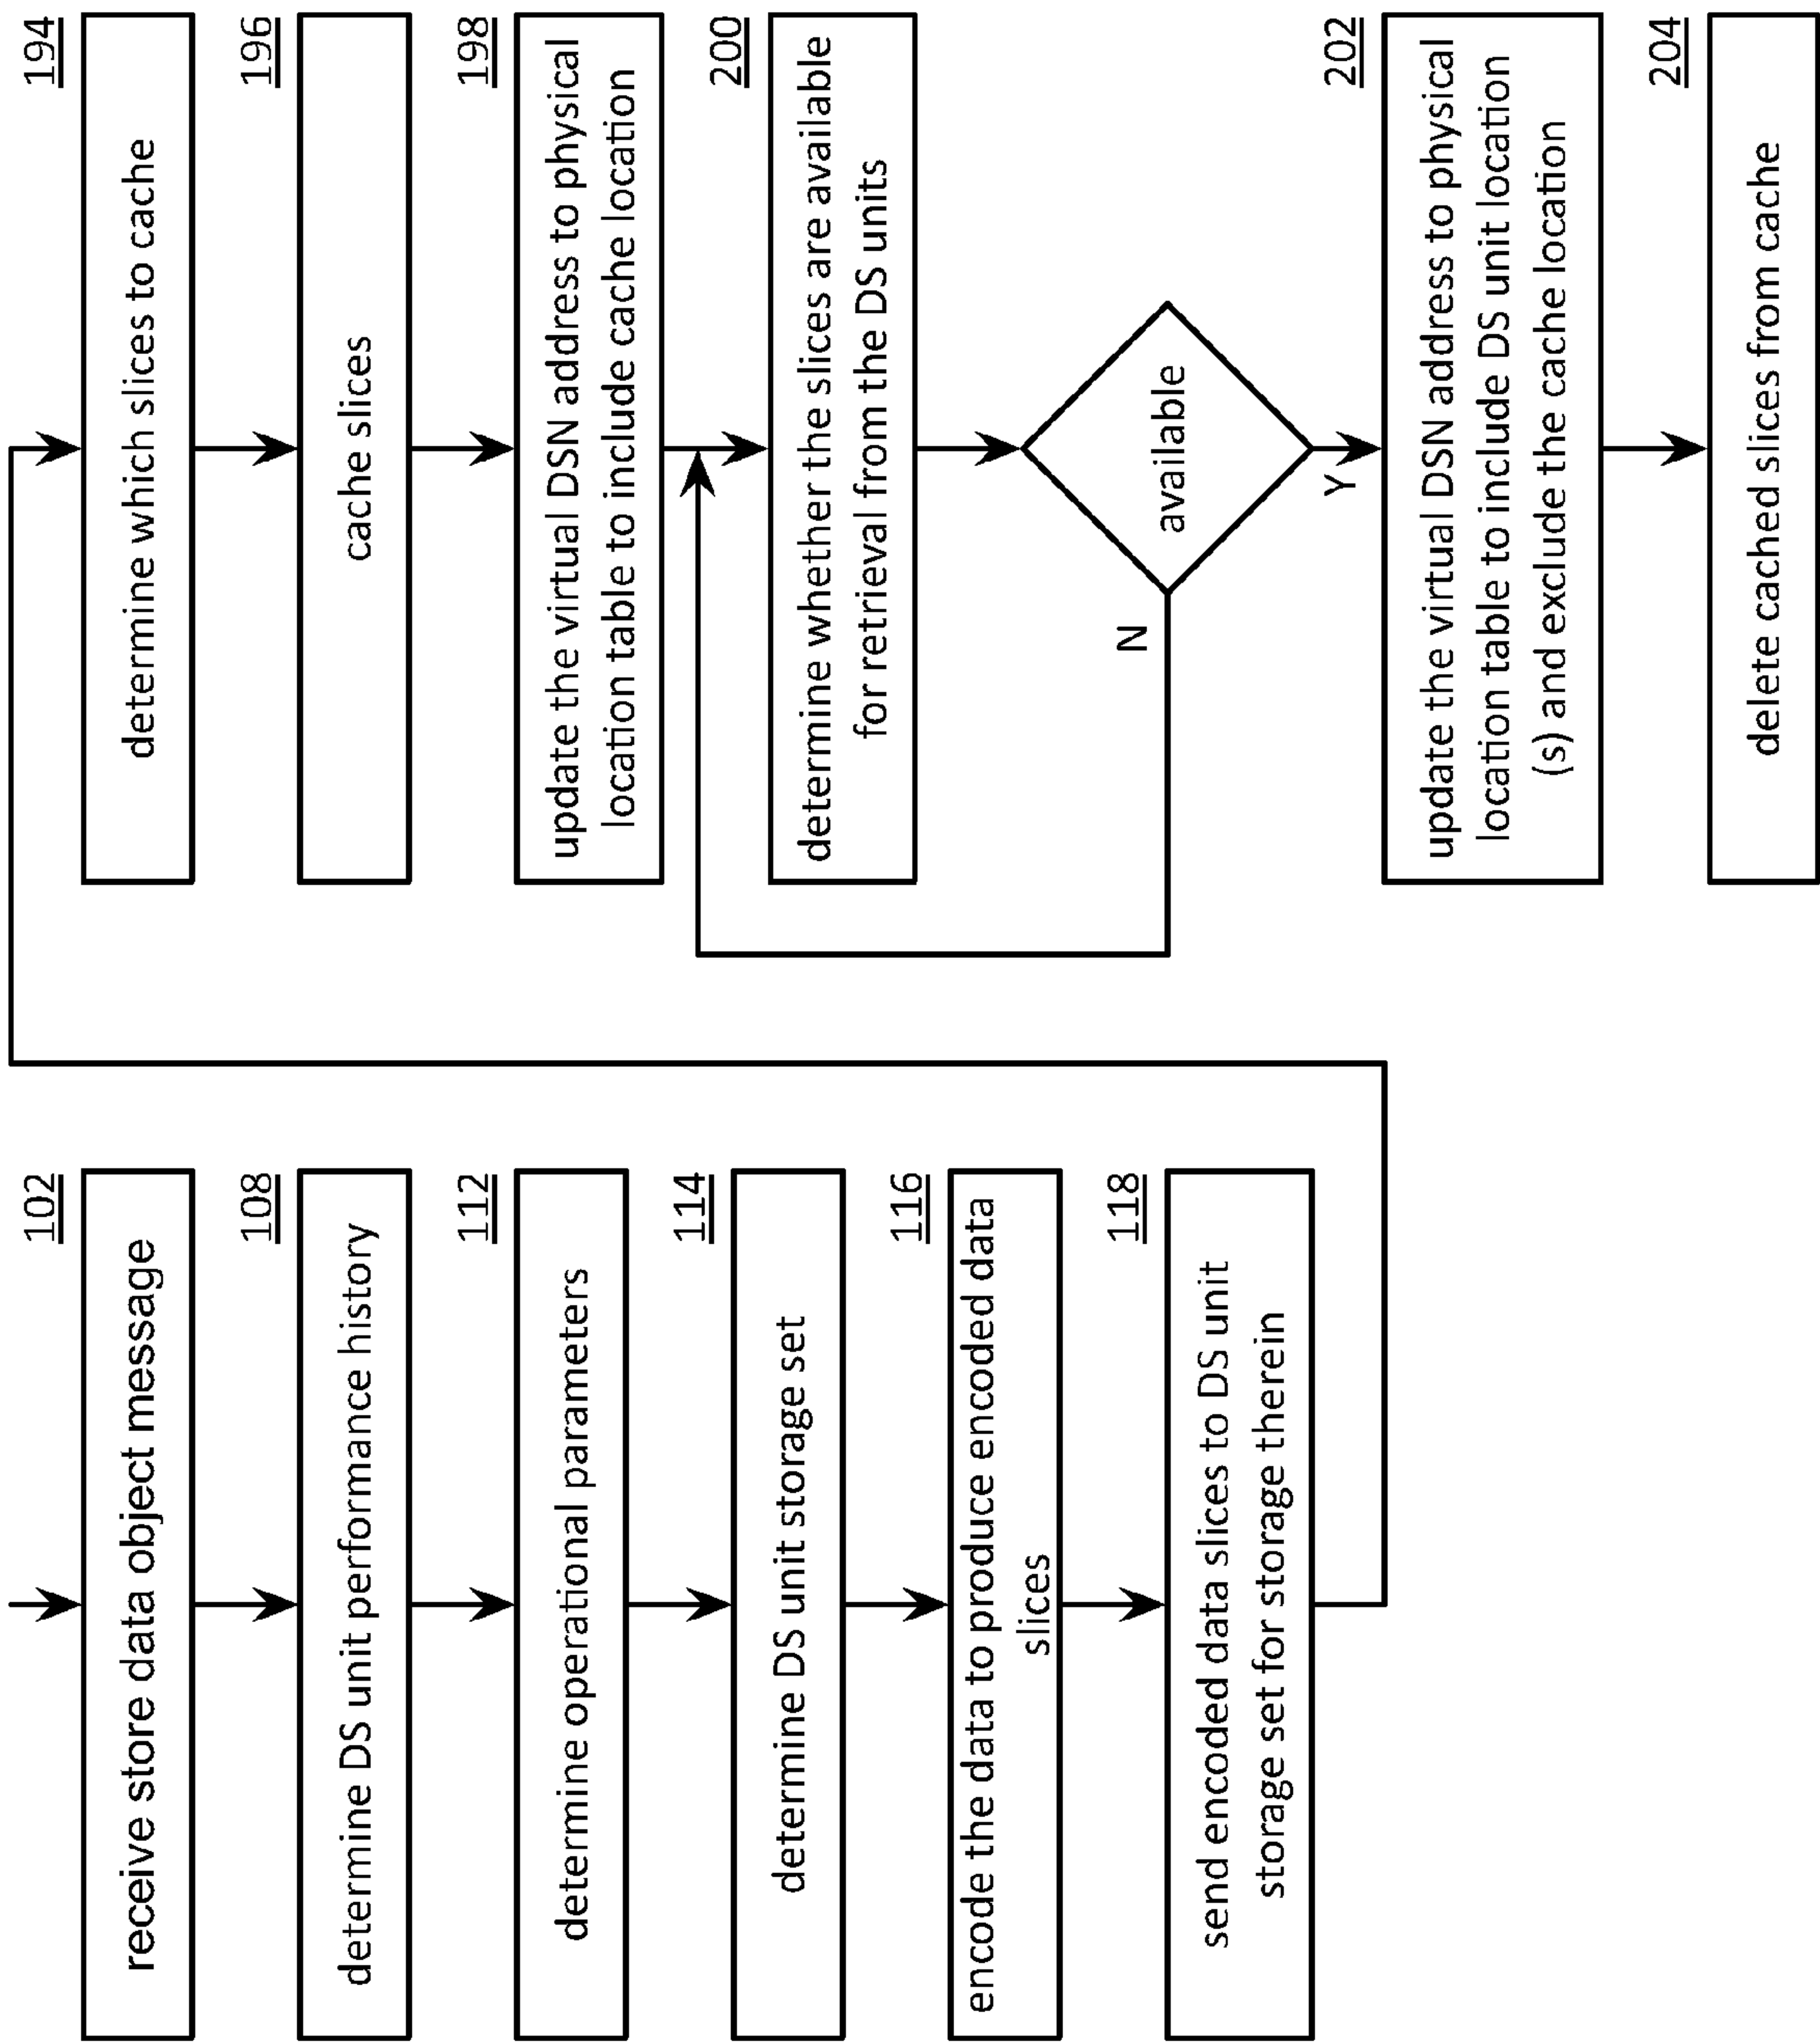 102
receive store data object message
108
determine DS unit performance history
112
determine operational parameters
114
determine DS unit storage set
116
encode the data to produce encoded data
slices
118
send encoded data slices to DS unit
storage set for storage therein
194
determine which slices to cache
196
cache slices
198
update the virtual DSN address to physical
location table to include cache location
200
determine whether the slices are available
for retrieval from the DS units
available
N
Y
202
update the virtual DSN address to physical
location table to include DS unit location
(s) and exclude the cache location
204
delete cached slices from cache